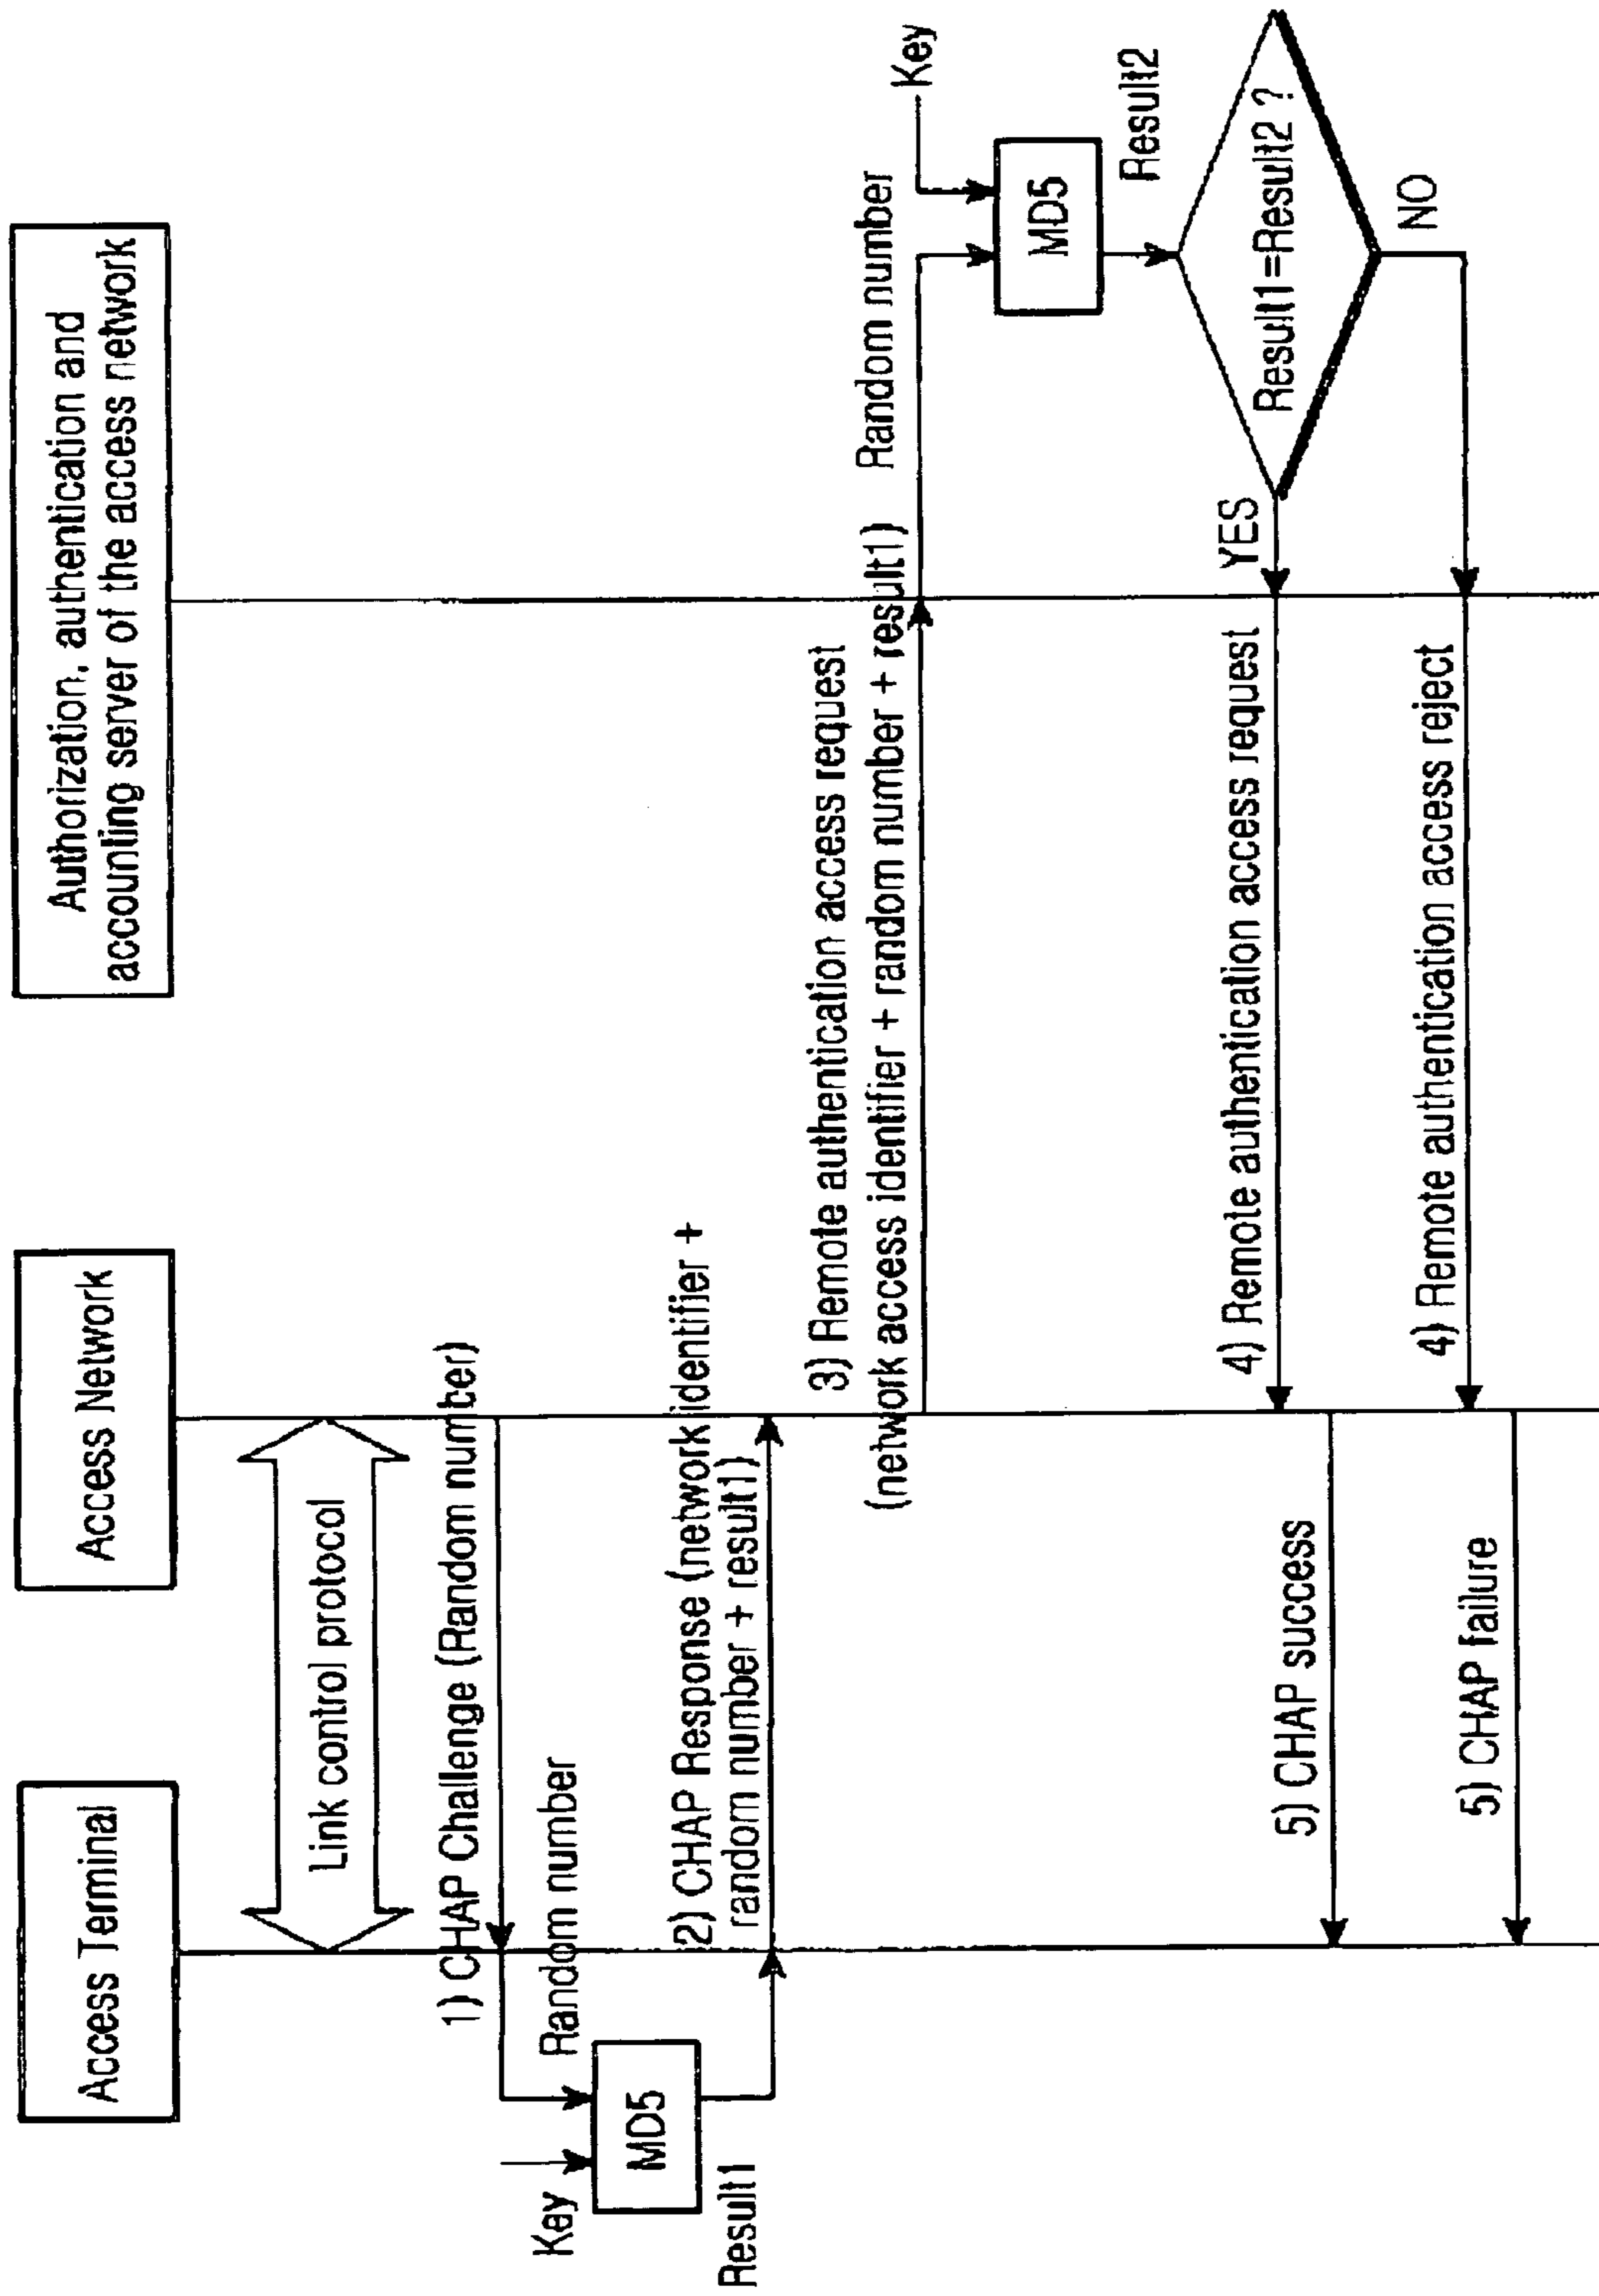 Access Terminal
Access Network
Authorization, authentication and
accounting server of the access network
Link control protocol
1) CHAP Challenge (Random number)
Random number
Key
MD5
Result1
2) CHAP Response (network identifier +
random number + result1)
3) Remote authentication access request
(network access identifier + random number + result1)
Random number
Key
MD5
Result2
Result1=Result2 ?
YES
NO
4) Remote authentication access request
4) Remote authentication access reject
5) CHAP success
5) CHAP failure